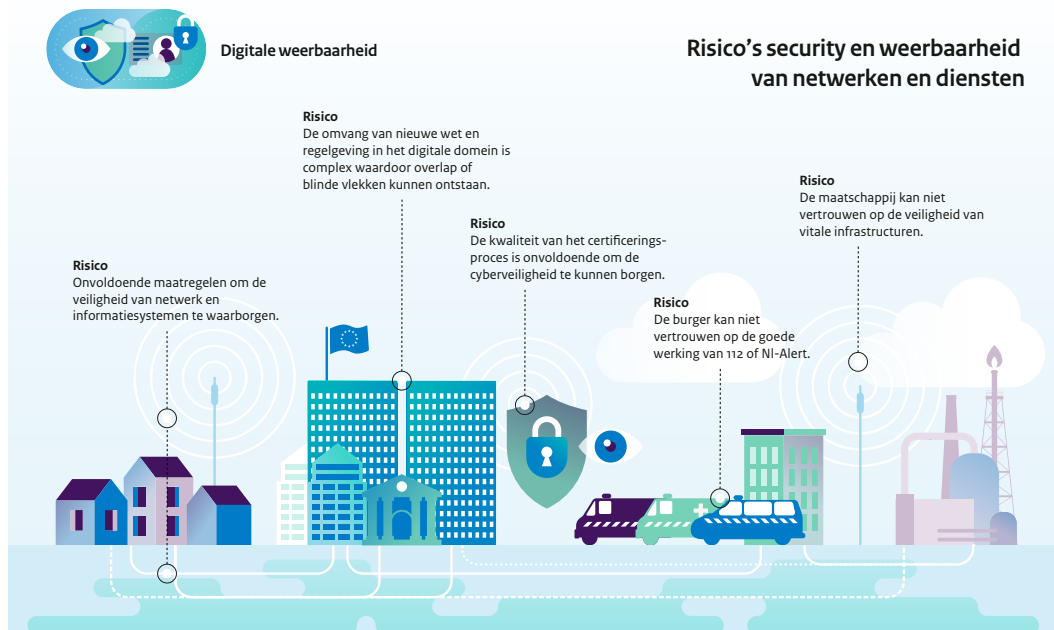 Digitale weerbaarheid
Risico’s security en weerbaarheid
van netwerken en diensten
Risico
De omvang van nieuwe wet en
regelgeving in het digitale domein is
complex waardoor overlap of
blinde vlekken kunnen ontstaan.
Risico
De maatschappij kan niet
vertrouwen op de veiligheid van
vitale infrastructuren.
Risico
De kwaliteit van het certificerings-
proces is onvoldoende om de
cyberveiligheid te kunnen borgen.
Risico
Onvoldoende maatregelen om de
veiligheid van netwerk en
informatiesystemen te waarborgen.
Risico
De burger kan niet
vertrouwen op de goede
werking van 112 of Nl-Alert.